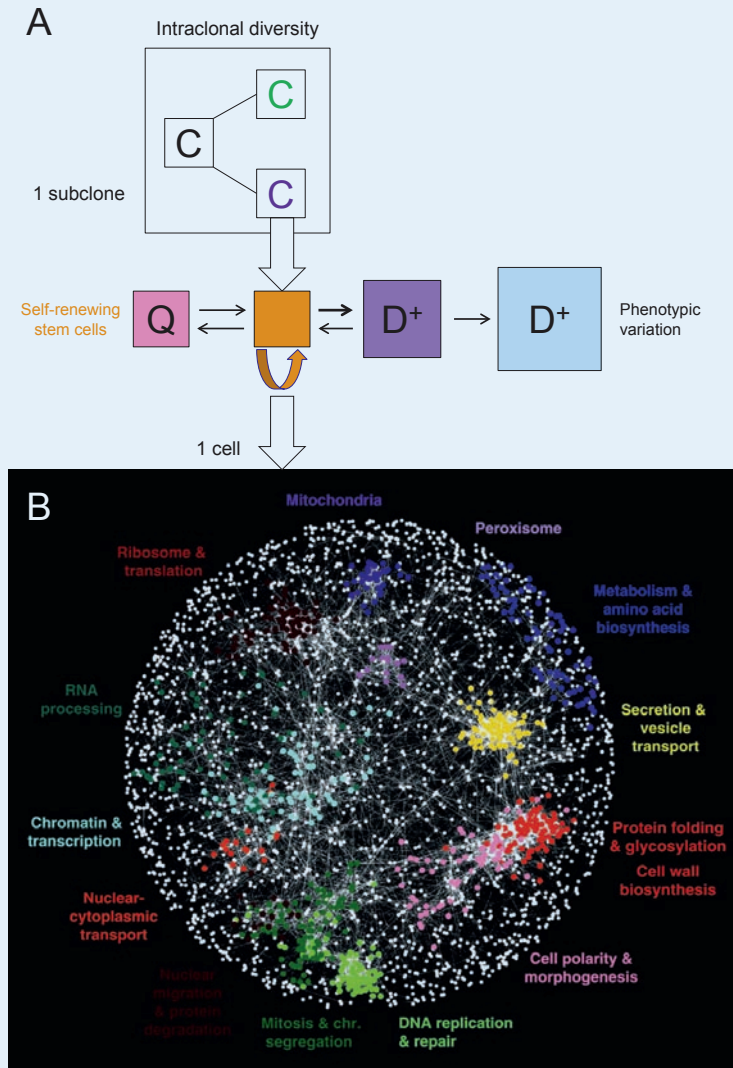 A
Intraclonal diversity
C
C
C
1 subclone
Self-renewing
stem cells
Q
D+
D+
Phenotypic
variation
1 cell
B
Mitochondria
Peroxisome
Ribosome &
translation
Metabolism &
amino acid
biosynthesis
RNA
processing
Secretion &
vesicle
transport
Chromatin &
transcription
Protein folding
& glycosylation
Cell wall
biosynthesis
Nuclear-
cytoplasmic
transport
Cell polarity &
morphogenesis
Nuclear
migration
& protein
degradation
Mitosis & chr.
segregation
DNA replication
& repair